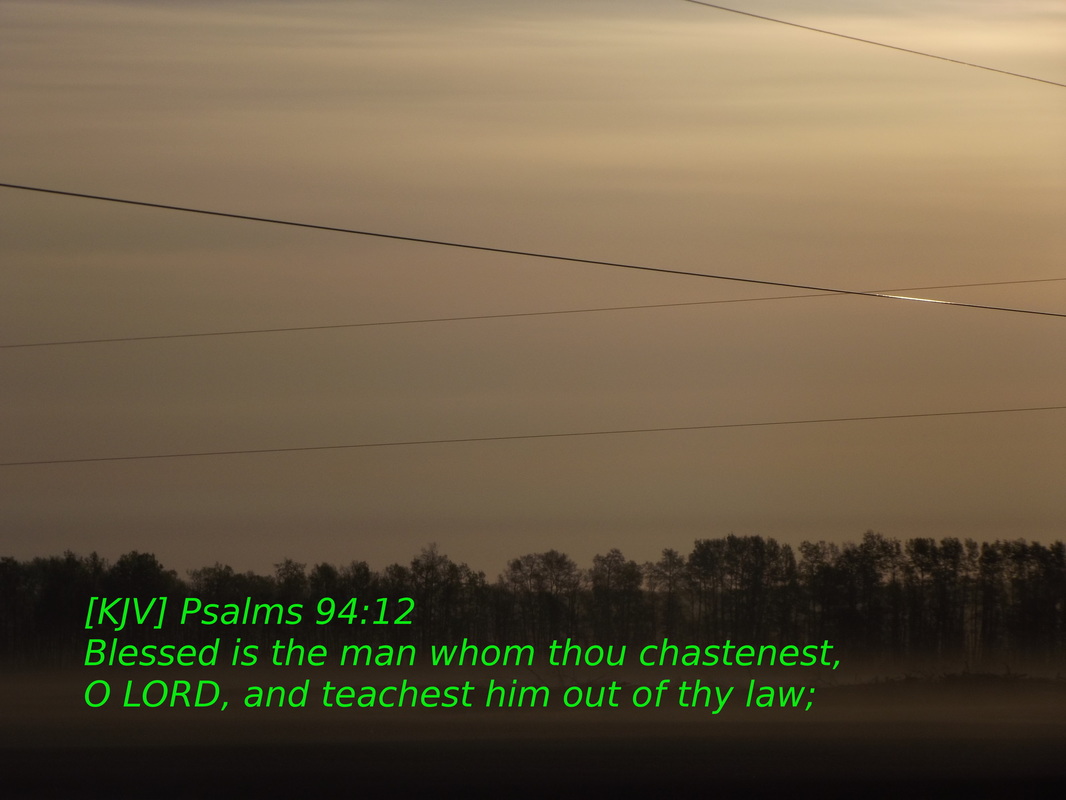 [KJV] Psalms 94:12
Blessed is the man whom thou chastenest,
O LORD, and teachest him out of thy law;